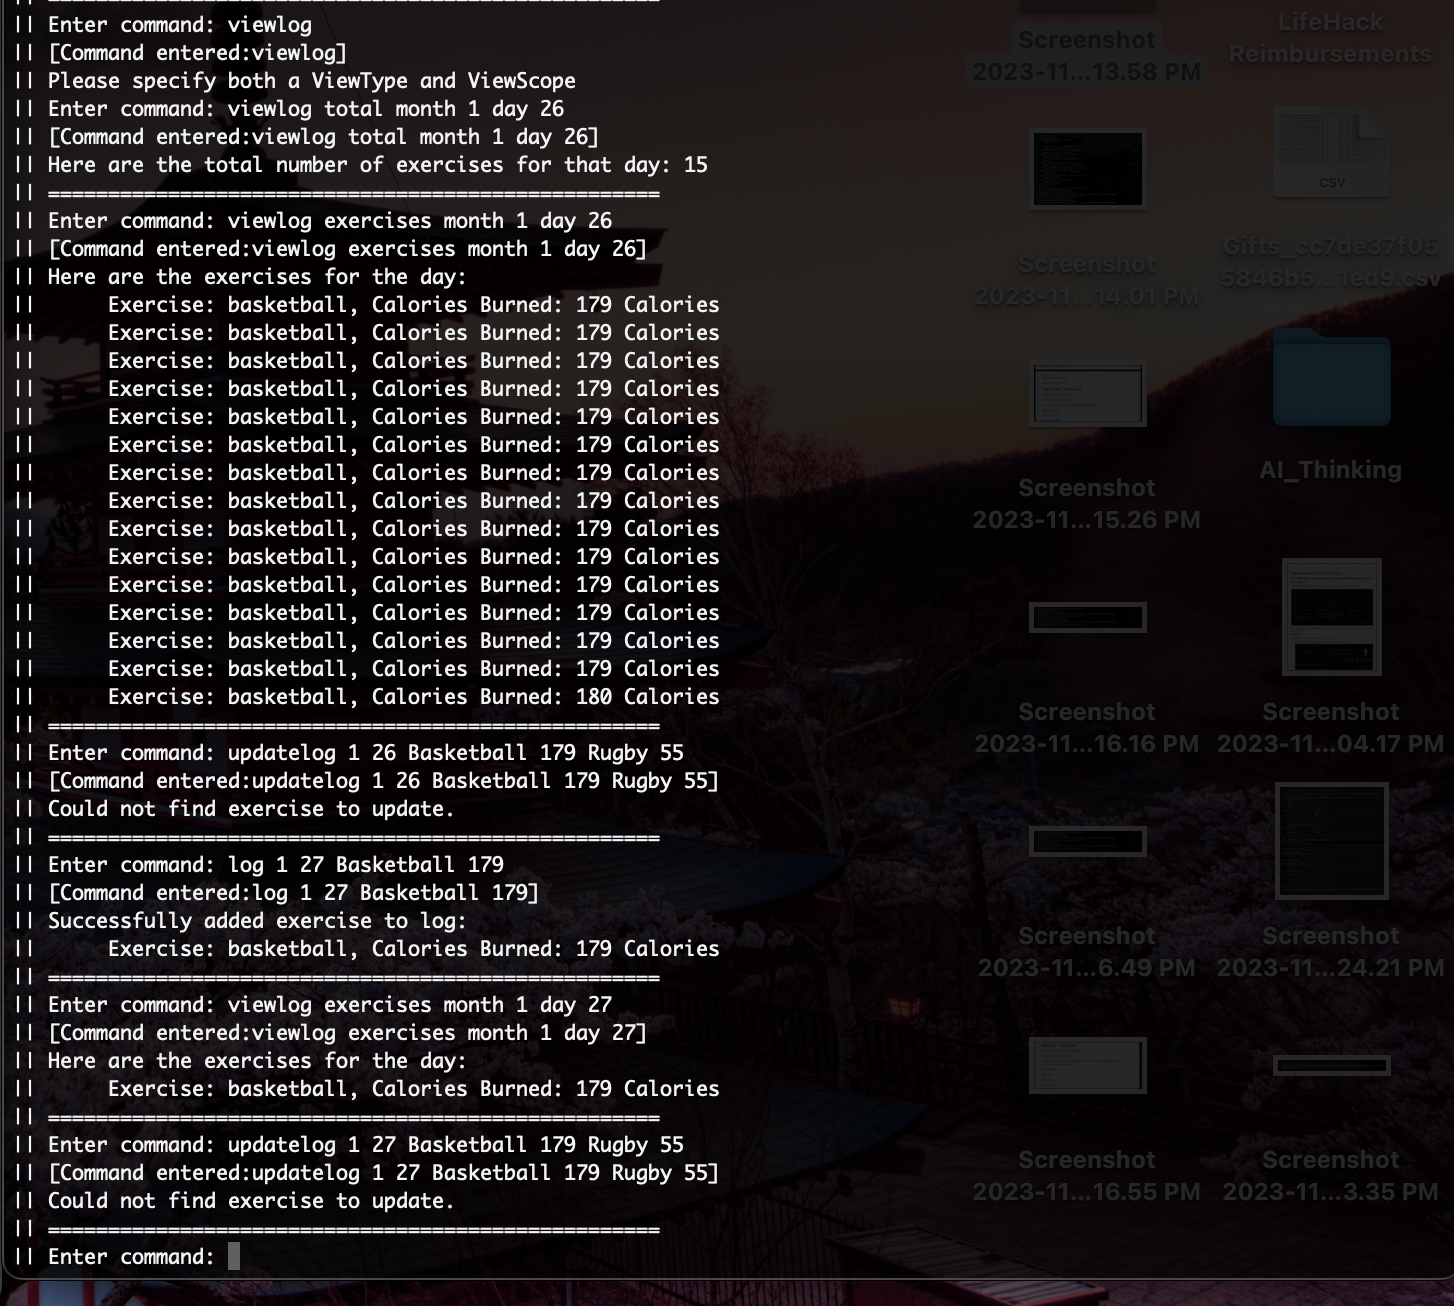 || ===================================================
|| Enter command: viewlog
|| [Command entered:viewlog]
|| Please specify both a ViewType and ViewScope
|| Enter command: viewlog total month 1 day 26
|| [Command entered:viewlog total month 1 day 26]
|| Here are the total number of exercises for that day: 15
|| ===================================================
|| Enter command: viewlog exercises month 1 day 26
|| [Command entered:viewlog exercises month 1 day 26]
|| Here are the exercises for the day:
||      Exercise: basketball, Calories Burned: 179 Calories
||      Exercise: basketball, Calories Burned: 179 Calories
||      Exercise: basketball, Calories Burned: 179 Calories
||      Exercise: basketball, Calories Burned: 179 Calories
||      Exercise: basketball, Calories Burned: 179 Calories
||      Exercise: basketball, Calories Burned: 179 Calories
||      Exercise: basketball, Calories Burned: 179 Calories
||      Exercise: basketball, Calories Burned: 179 Calories
||      Exercise: basketball, Calories Burned: 179 Calories
||      Exercise: basketball, Calories Burned: 179 Calories
||      Exercise: basketball, Calories Burned: 179 Calories
||      Exercise: basketball, Calories Burned: 179 Calories
||      Exercise: basketball, Calories Burned: 179 Calories
||      Exercise: basketball, Calories Burned: 179 Calories
||      Exercise: basketball, Calories Burned: 180 Calories
|| ===================================================
|| Enter command: updatelog 1 26 Basketball 179 Rugby 55
|| [Command entered:updatelog 1 26 Basketball 179 Rugby 55]
|| Could not find exercise to update.
|| ===================================================
|| Enter command: log 1 27 Basketball 179
|| [Command entered:log 1 27 Basketball 179]
|| Successfully added exercise to log:
||      Exercise: basketball, Calories Burned: 179 Calories
|| ===================================================
|| Enter command: viewlog exercises month 1 day 27
|| [Command entered:viewlog exercises month 1 day 27]
|| Here are the exercises for the day:
||      Exercise: basketball, Calories Burned: 179 Calories
|| ===================================================
|| Enter command: updatelog 1 27 Basketball 179 Rugby 55
|| [Command entered:updatelog 1 27 Basketball 179 Rugby 55]
|| Could not find exercise to update.
|| ===================================================
|| Enter command:
Screenshot
2023-11...13.58 PM
LifeHack
Reimbursements
Screenshot
2023-11...14.01 PM
CSV
Gifts_cc7de37f05
5846b5...1ed9.csv
Screenshot
2023-11...15.26 PM
AI_Thinking
Screenshot
2023-11...16.16 PM
Screenshot
2023-11...04.17 PM
Screenshot
2023-11...6.49 PM
Screenshot
2023-11...24.21 PM
Screenshot
2023-11...16.55 PM
Screenshot
2023-11...3.35 PM